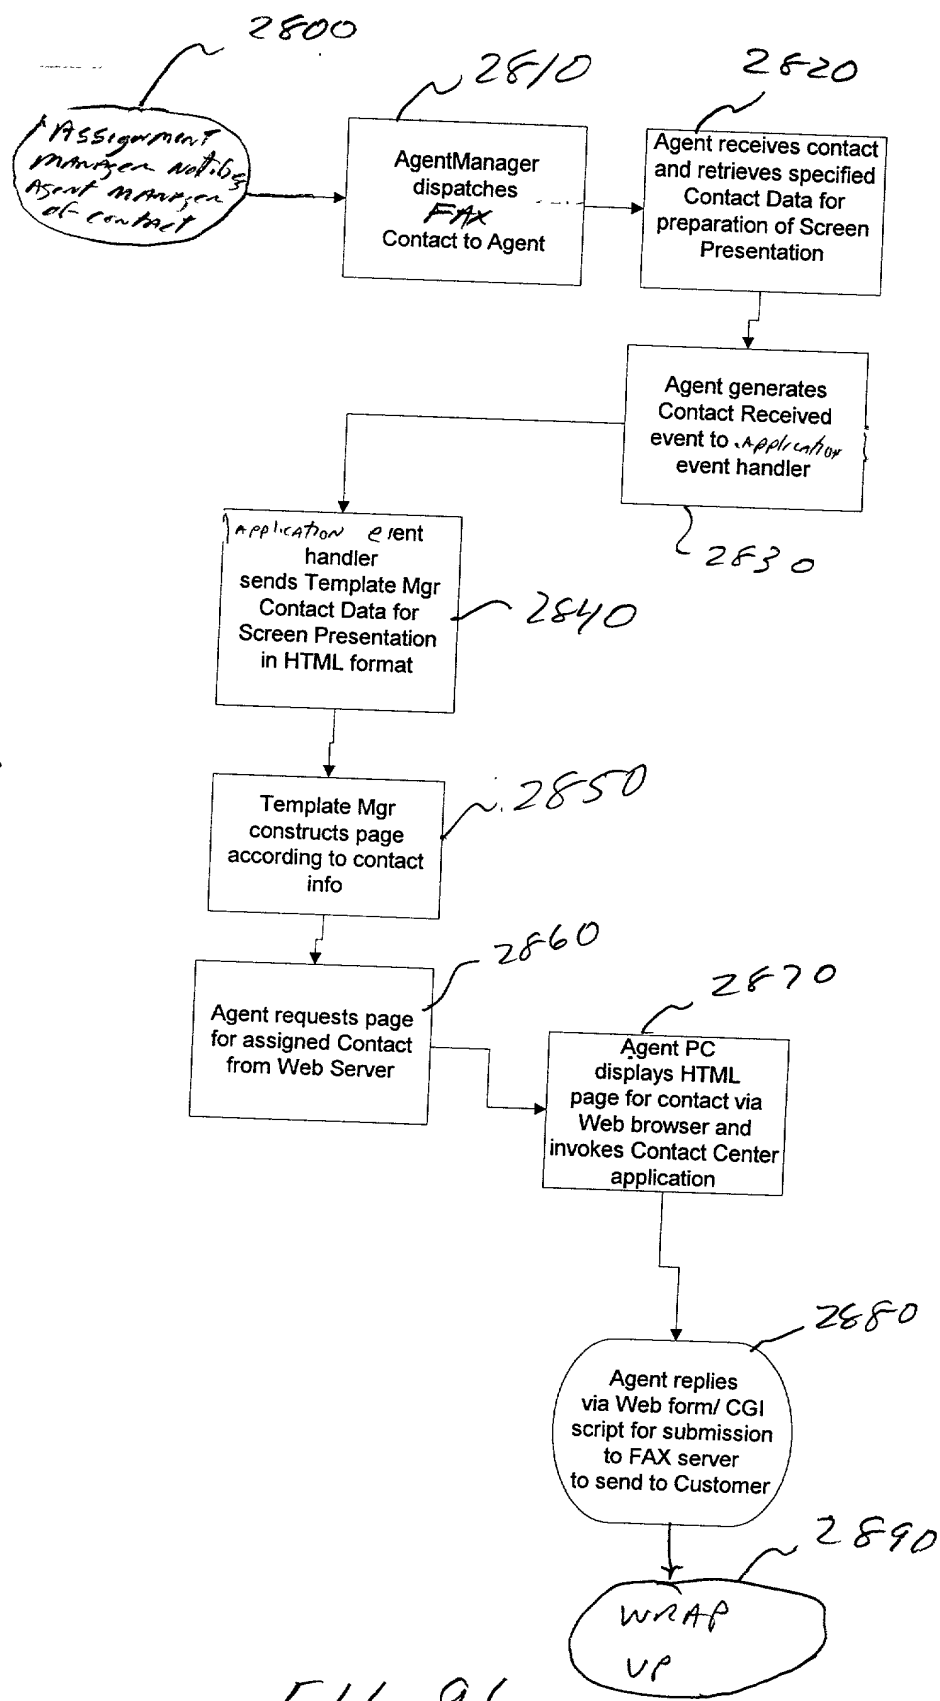 2800
Assignment
manager notifies
Agent manager
of contact
2810
AgentManager
dispatches
FAX
Contact to Agent
2820
Agent receives contact
and retrieves specified
Contact Data for
preparation of Screen
Presentation
Agent generates
Contact Received
event to Application
event handler
2830
Application event
handler
sends Template Mgr
Contact Data for
Screen Presentation
in HTML format
2840
Template Mgr
constructs page
according to contact
info
2850
Agent requests page
for assigned Contact
from Web Server
2860
2870
Agent PC
displays HTML
page for contact via
Web browser and
invokes Contact Center
application
2880
Agent replies
via Web form/ CGI
script for submission
to FAX server
to send to Customer
2890
WRAP
UP